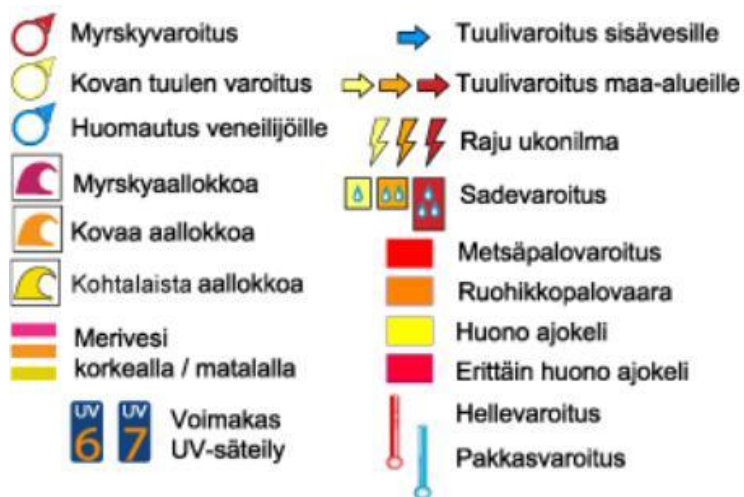 Myrskyvaroitus
Kovan tuulen varoitus
Huomautus veneilijöille
Myrskyaallokkoa
Kovaa aallokkoa
Kohtalaista aallokkoa
Merivesi
korkealla / matalalla
UV
6
UV
7
Voimakas
UV-säteily
Tuulivaroitus sisävesille
Tuulivaroitus maa-alueille
Raju ukonilma
Sadevaroitus
Metsäpalovaroitus
Ruohikkopalovaara
Huono ajokeli
Erittäin huono ajokeli
Hellevaroitus
Pakkasvaroitus